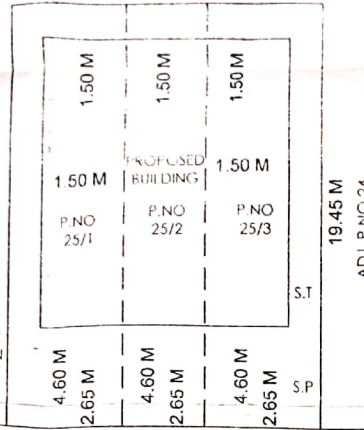 1.50 M
1.50 M
1.50 M
1.50 M
PROPOSED
BUILDING
1.50 M
P.NO
25/1
P.NO
25/2
P.NO
25/3
19.45 M
S.T
4.60 M
2.65 M
4.60 M
2.65 M
4.60 M
2.65 M
S.P